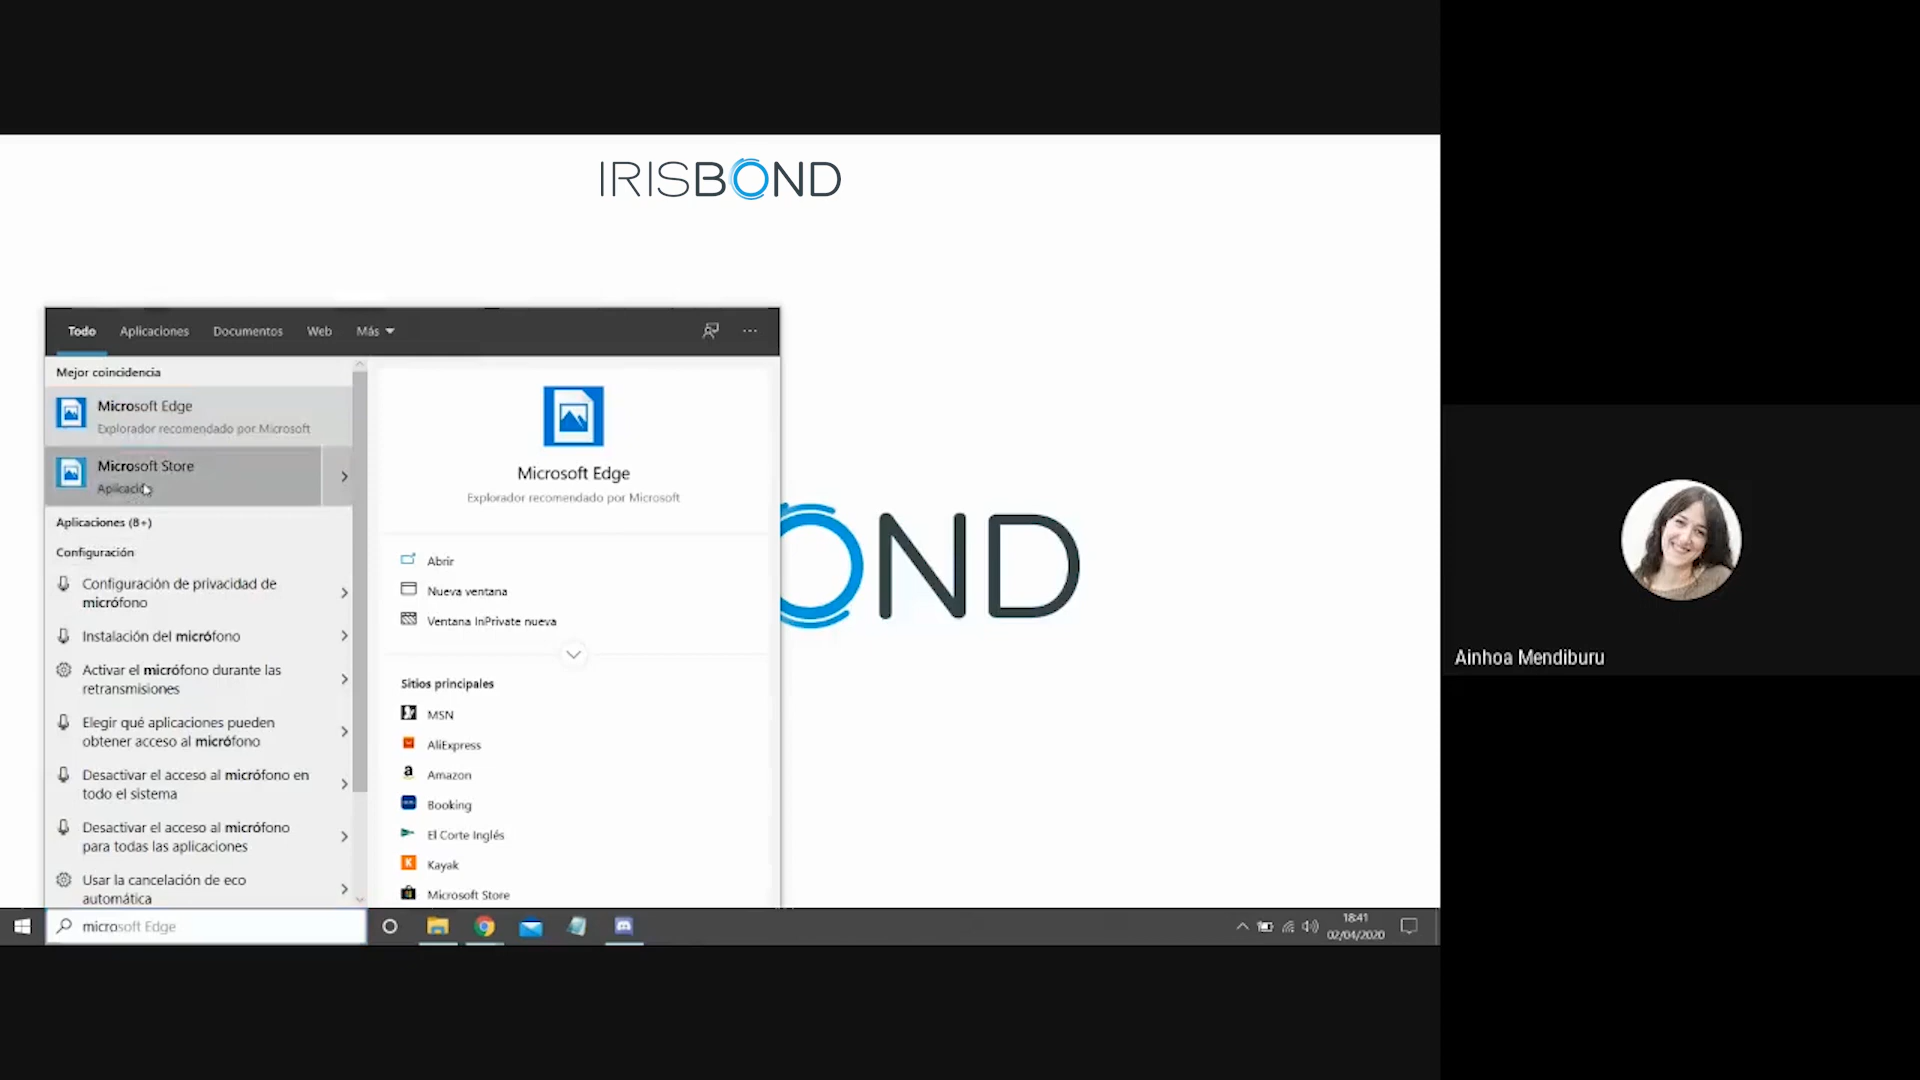 IRISBOND
Todo Aplicaciones Documentos Web Más
Mejor coincidencia
Microsoft Edge
Explorador recomendado por Microsoft
Microsoft Store
Aplicación
Aplicaciones (8+)
Configuración
Configuración de privacidad de
micrófono
Instalación del micrófono
Activar el micrófono durante las
retransmisiones
Elegir qué aplicaciones pueden
obtener acceso al micrófono
Desactivar el acceso al micrófono en
todo el sistema
Desactivar el acceso al micrófono
para todas las aplicaciones
Usar la cancelación de eco
automática
Microsoft Edge
Explorador recomendado por Microsoft
Abrir
Nueva ventana
Ventana InPrivate nueva
Sitios principales
MSN
AliExpress
Amazon
Booking
El Corte Inglés
Kayak
Microsoft Store
OND
Ainhoa Mendiburu
microsoft Edge
18:41
02/04/2020